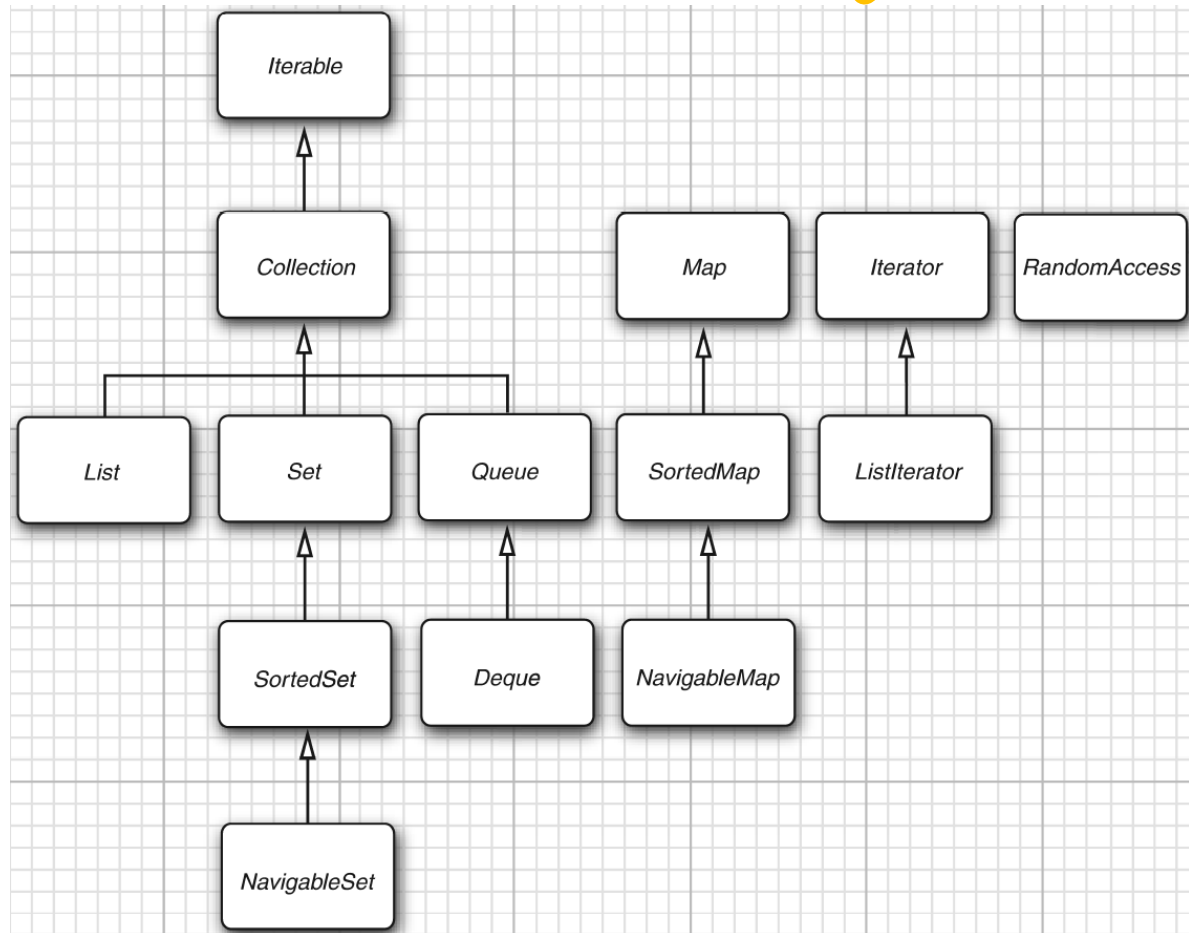 Iterable
Collection
Map
Iterator
RandomAccess
List
Set
Queue
SortedMap
ListIterator
SortedSet
Deque
NavigableMap
NavigableSet